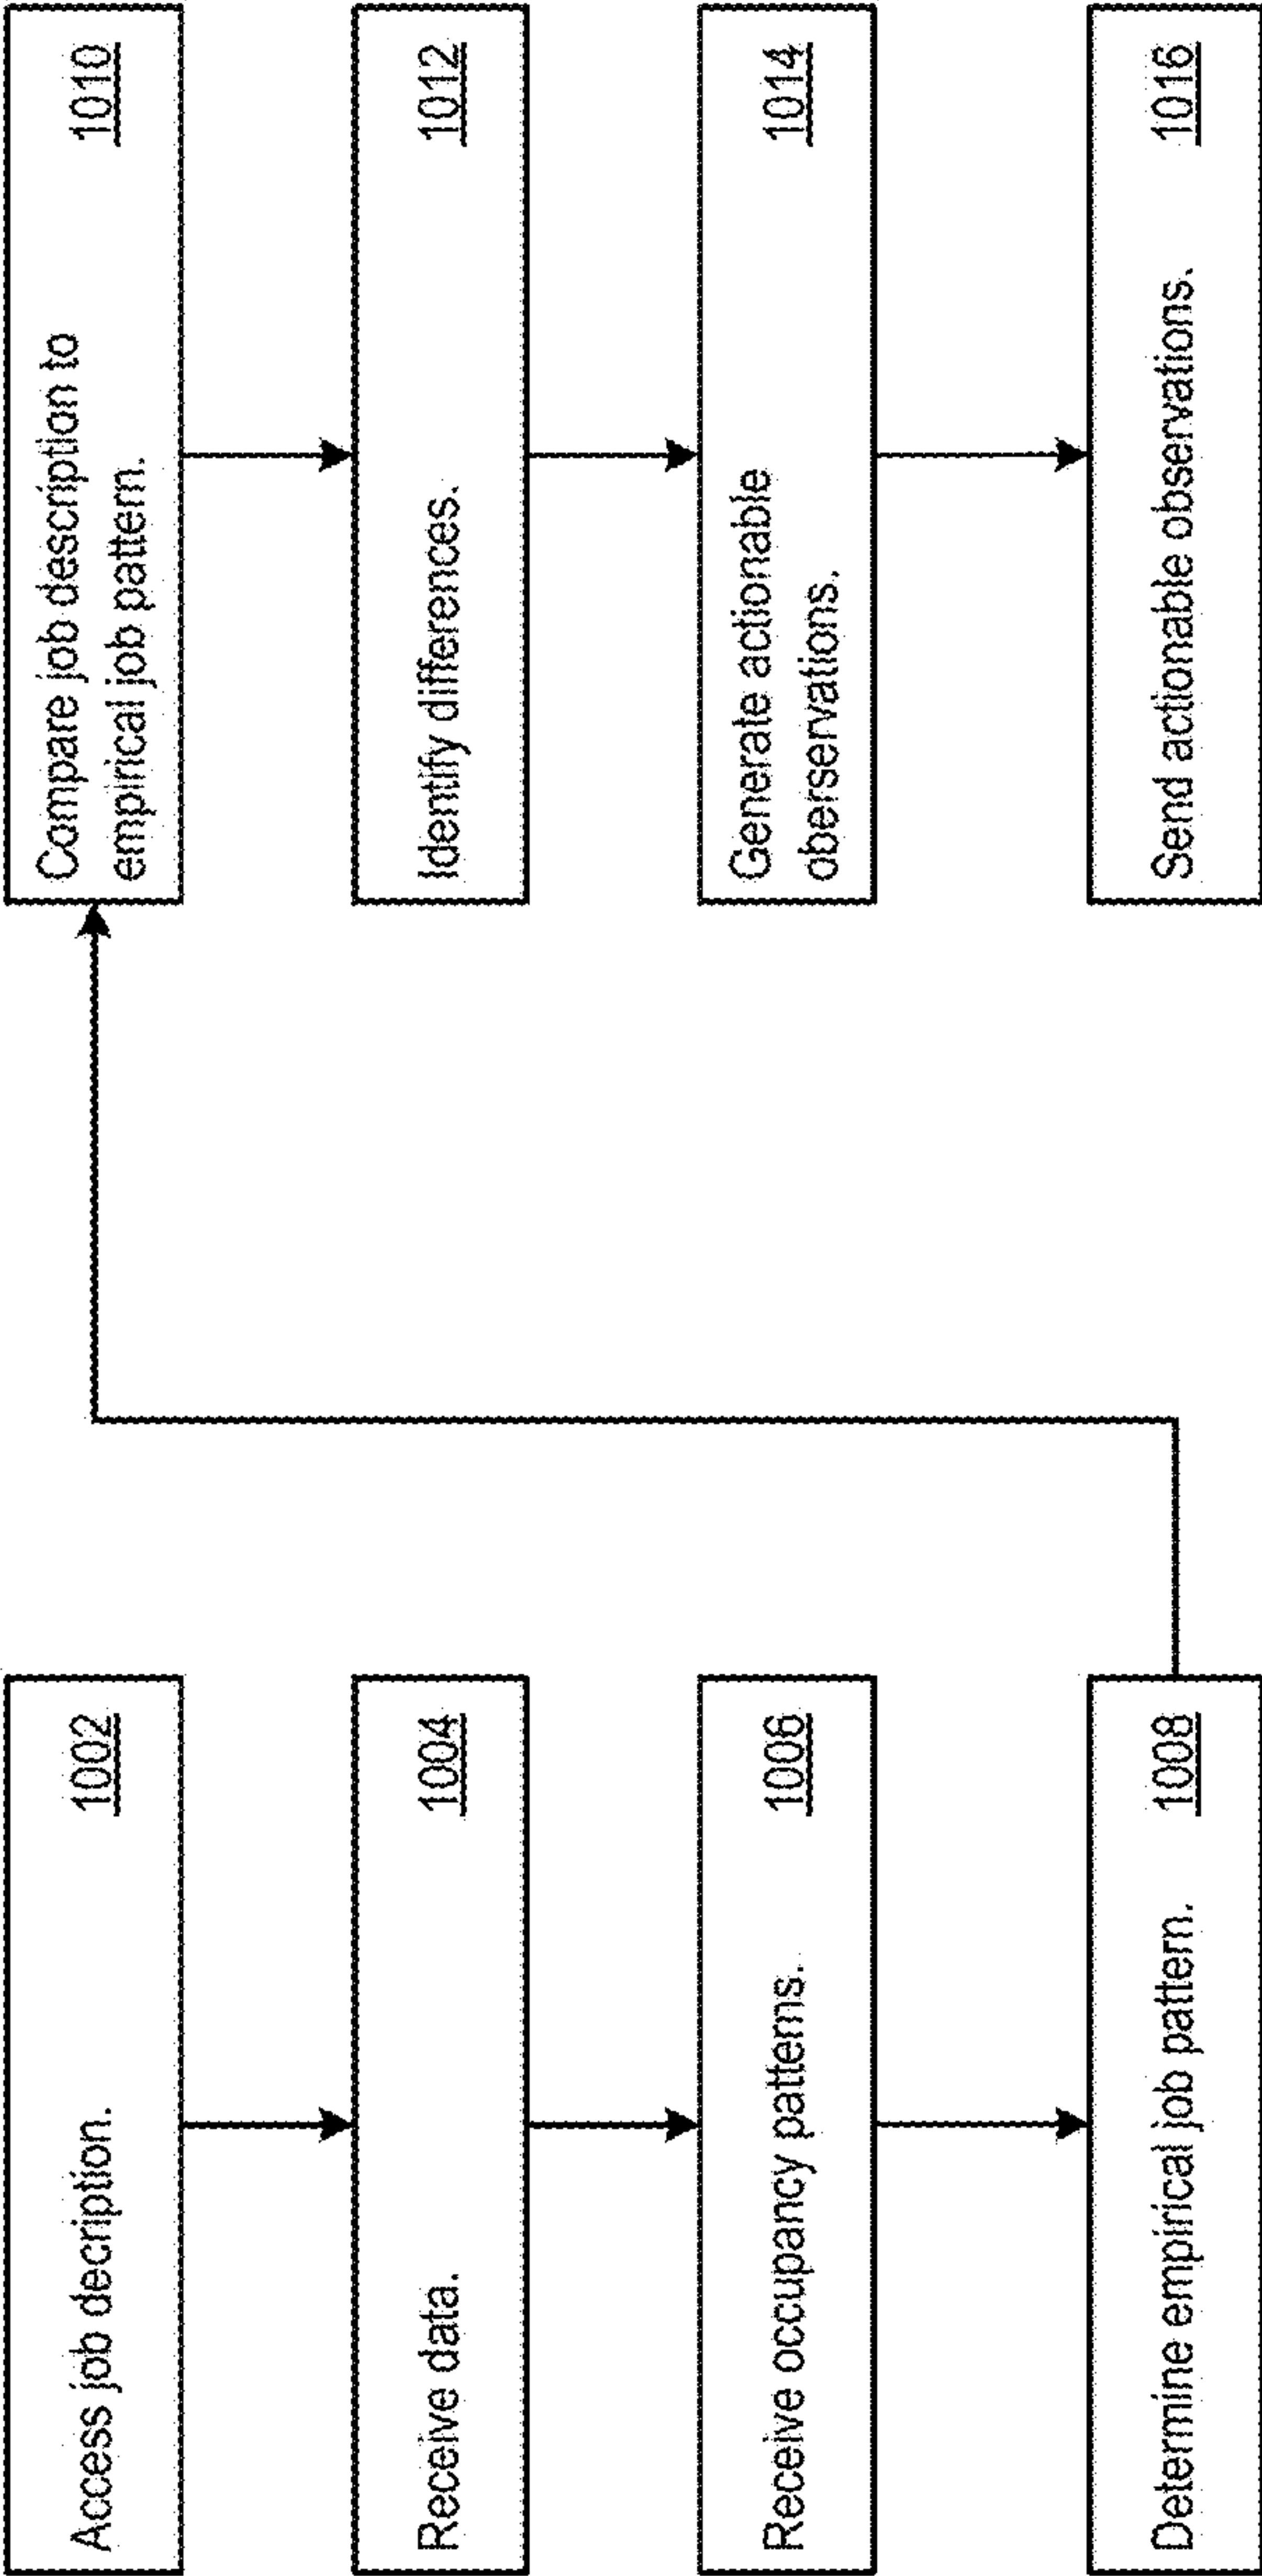 Access job decription. 1002
Receive data. 1004
Receive occupancy patterns. 1006
Determine empirical job pattern. 1008
Compare job description to
empirical job pattern. 1010
Identify differences. 1012
Generate actionable
oberservations. 1014
Send actionable observations. 1016